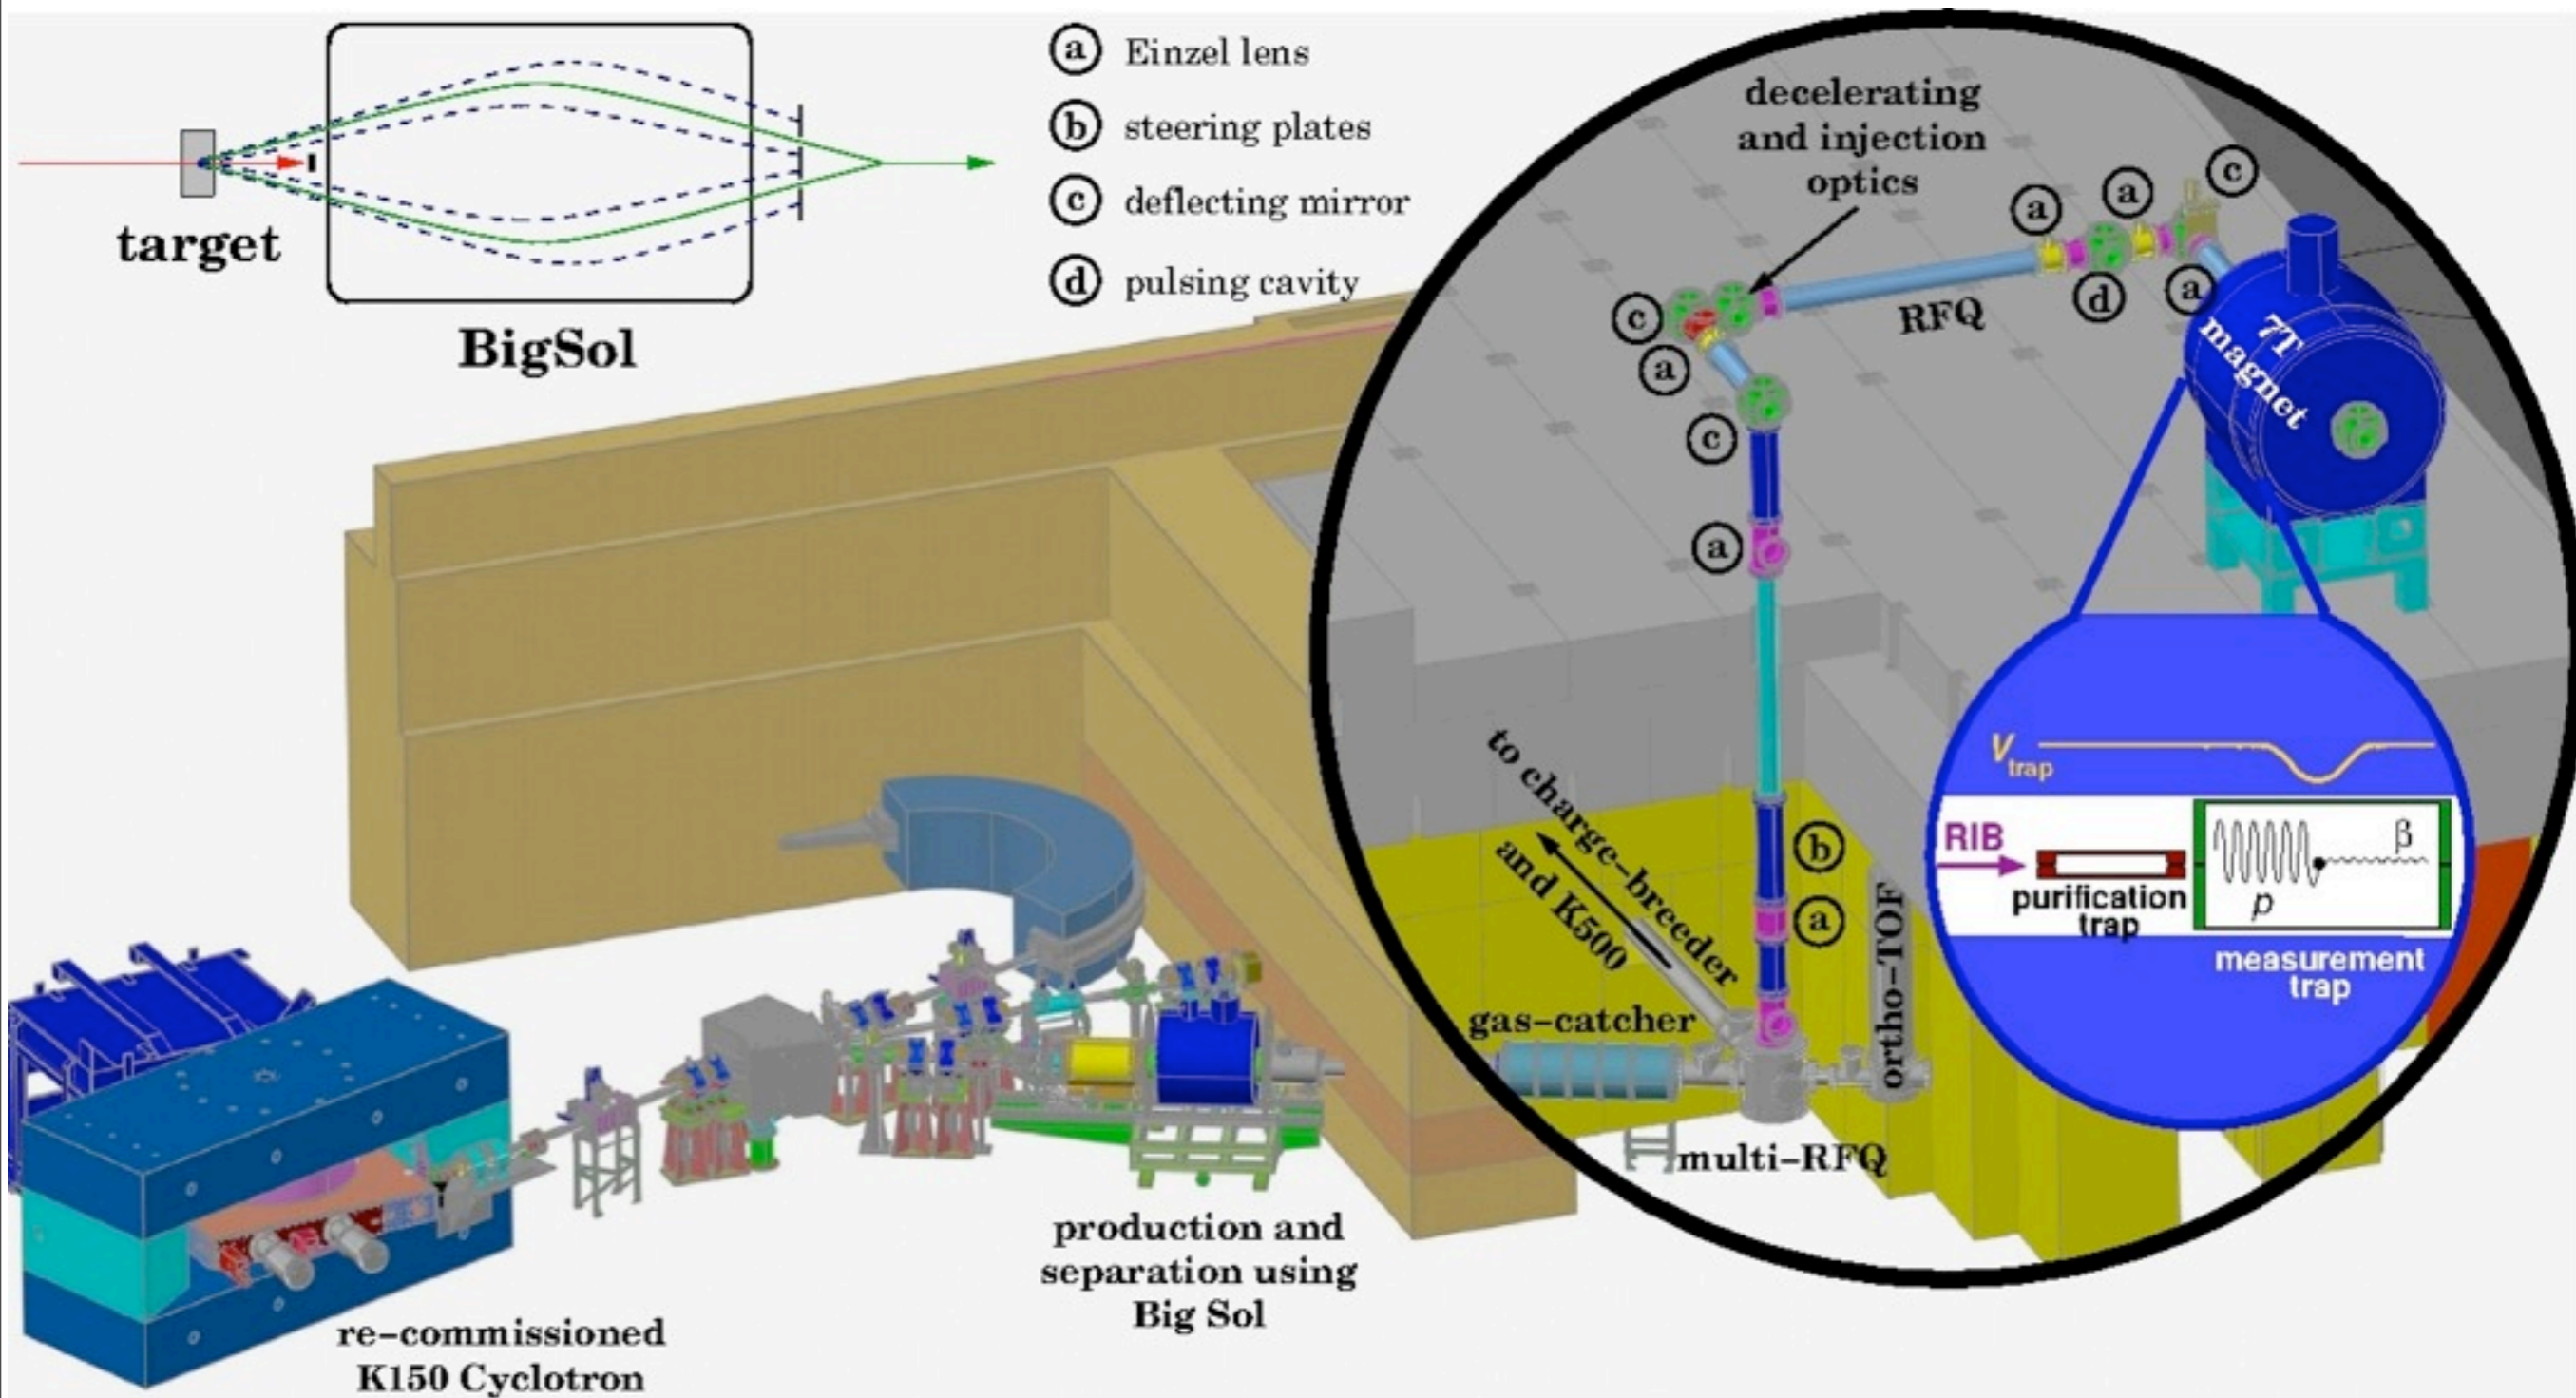 target
BigSol
a Einzel lens
b steering plates
c deflecting mirror
d pulsing cavity
decelerating
and injection
optics
c
a
a
d
a
RFQ
c
a
c
a
7T
magnet
b
a
to charge-breeder
and K500
ortho-TOF
gas-catcher
multi-RFQ
Vtrap
RIB
purification
trap
p
β
measurement
trap
production and
separation using
Big Sol
re-commissioned
K150 Cyclotron